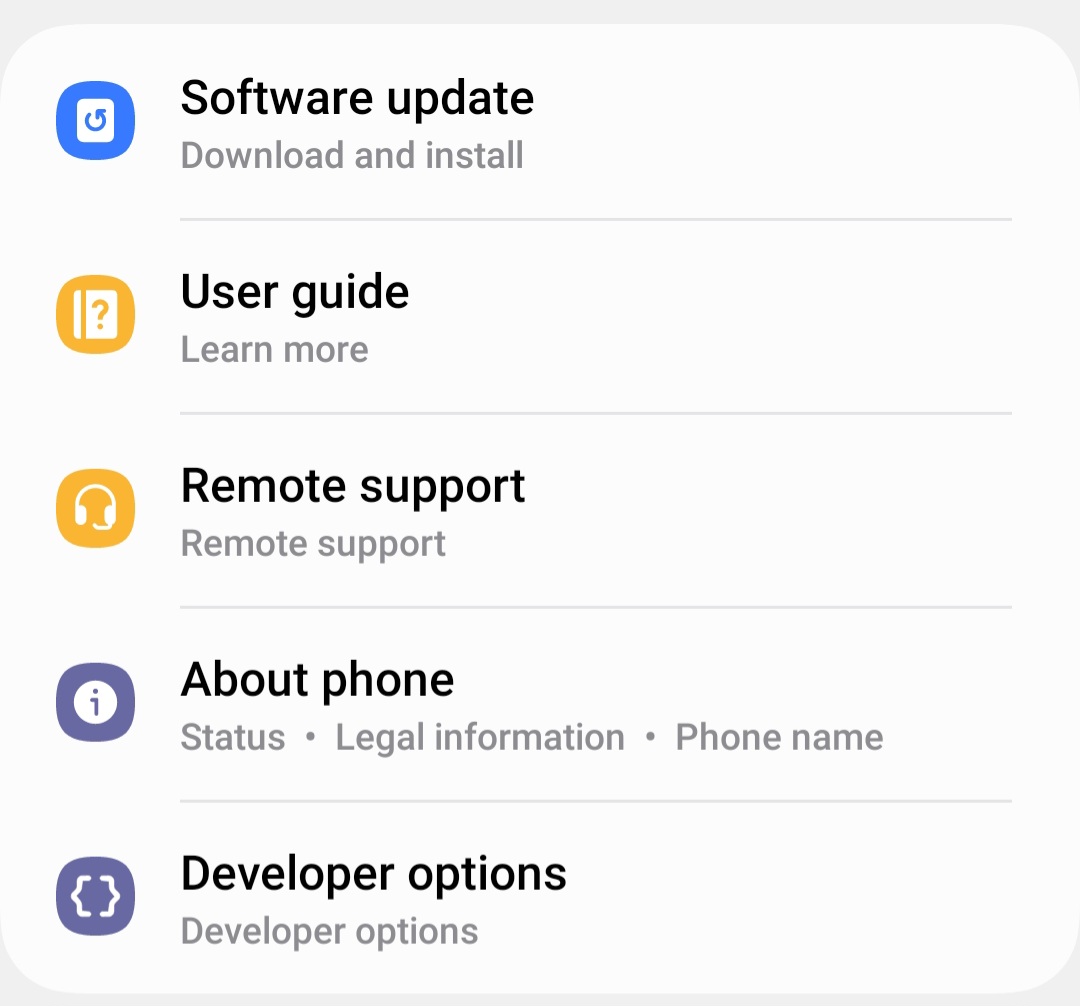 Software update
Download and install
User guide
Learn more
Remote support
Remote support
About phone
Status • Legal information • Phone name
Developer options
Developer options